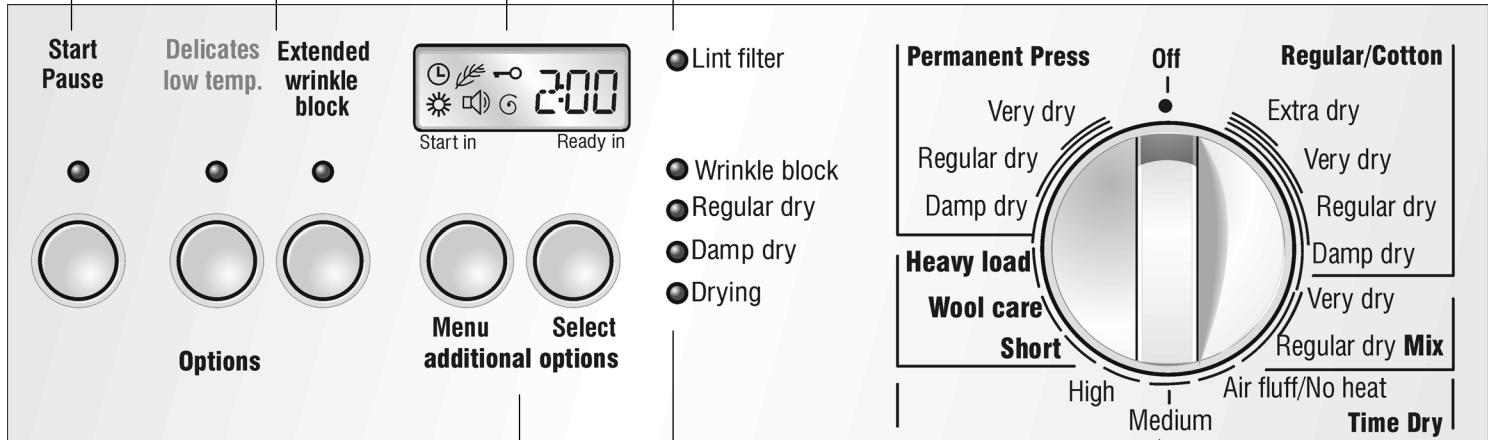 Start
Pause
Delicates
low temp.
Extended
wrinkle
block
Options
2:00
Start in
Ready in
Menu
Select
additional options
Lint filter
Wrinkle block
Regular dry
Damp dry
Drying
Permanent Press
Very dry
Regular dry
Damp dry
Heavy load
Wool care
Short
Off
Regular/Cotton
Extra dry
Very dry
Regular dry
Damp dry
Very dry
Regular dry Mix
High
Medium
Air fluff/No heat
Time Dry